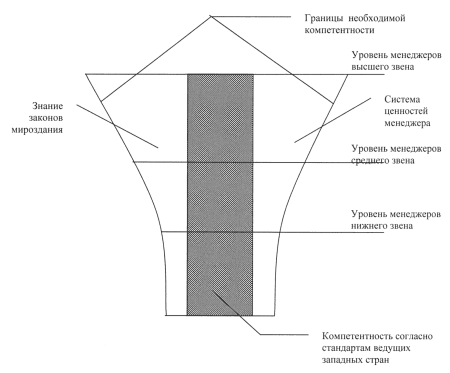 Границы необходимой
компетентности
Уровень менеджеров
высшего звена
Знание
законов
мироздания
Система
ценностей
менеджера
Уровень менеджеров
среднего звена
Уровень менеджеров
нижнего звена
Компетентность согласно
стандартам ведущих
западных стран